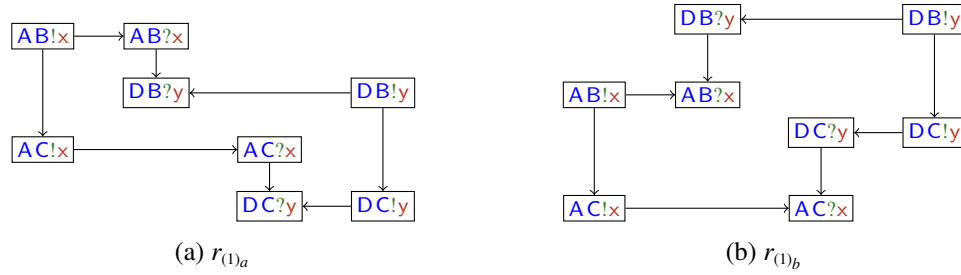 AB!x AB?x
DB?y DB!y
AC!x AC?x
DC?y DC!y
(a) r(1)a
DB?y DB!y
AB!x AB?x
DC?y DC!y
AC!x AC?x
(b) r(1)b